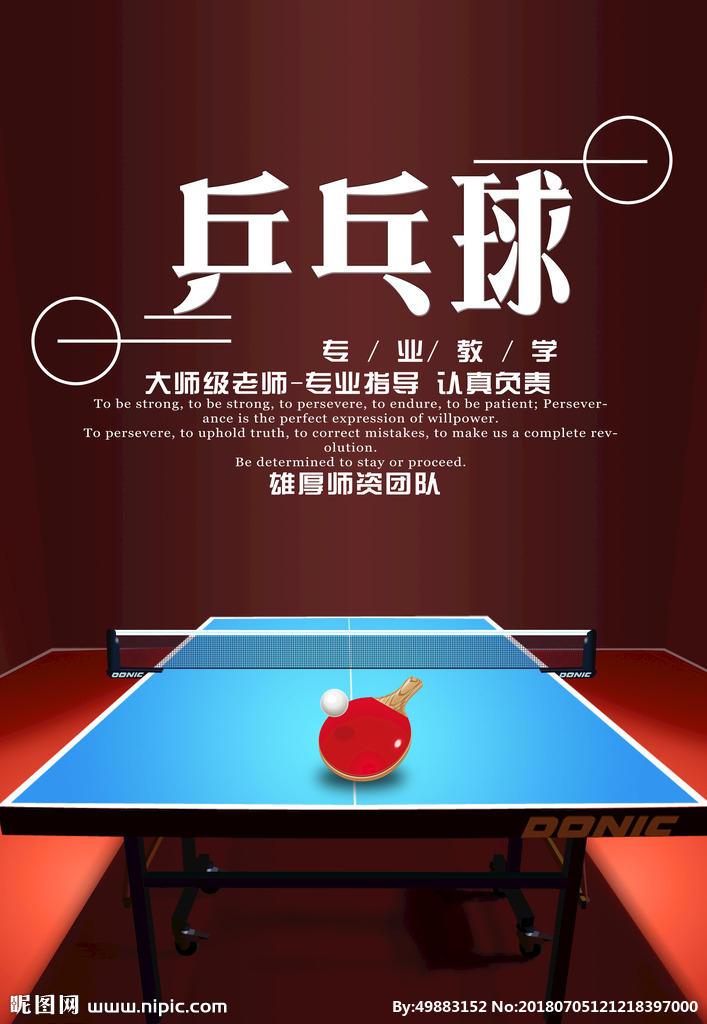 乒乓球
专 / 业 / 教 / 学
大师级老师-专业指导 认真负责
To be strong, to be strong, to persevere, to endure, to be patient; Persever-
ance is the perfect expression of willpower.
To persevere, to uphold truth, to correct mistakes, to make us a complete rev-
olution.
Be determined to stay or proceed.
雄厚师资团队
DONIC DONIC
DONIC
昵图网 www.nipic.com By:49883152 No:20180705121218397000